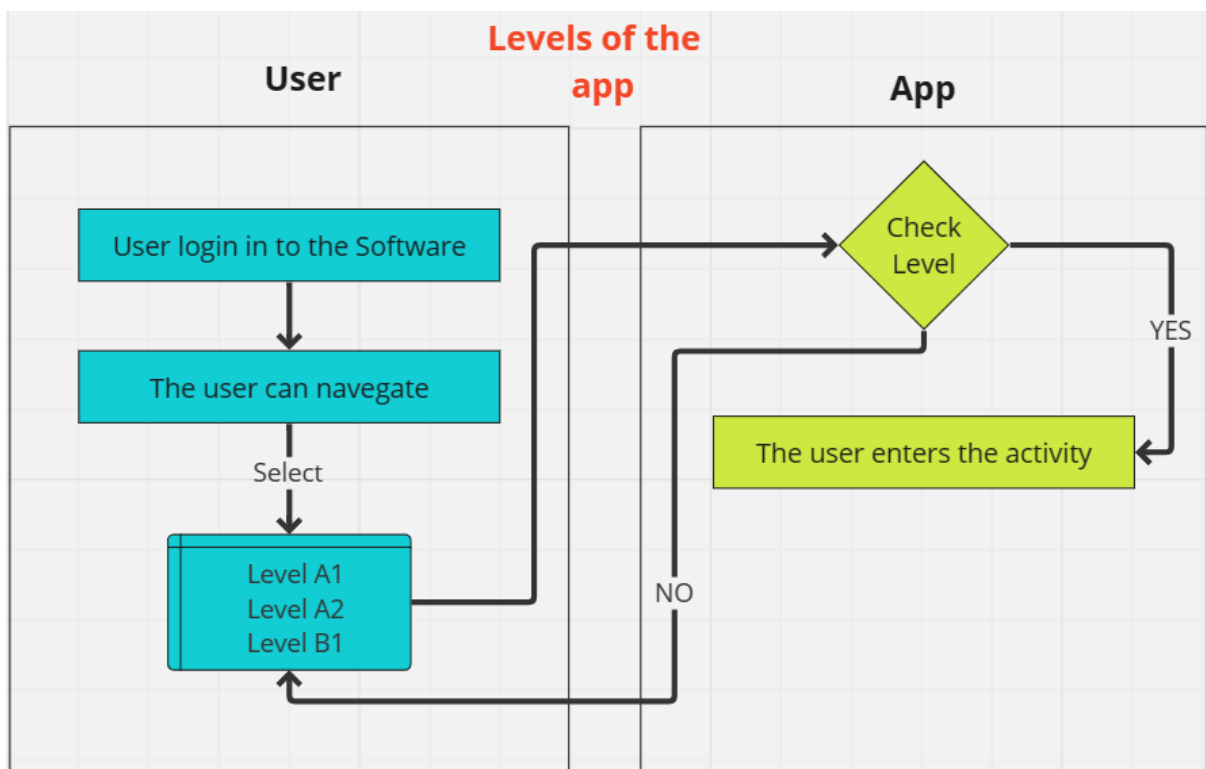 Levels of the
app
User
App
User login in to the Software
The user can navegate
Select
Level A1
Level A2
Level B1
Check
Level
YES
The user enters the activity
NO